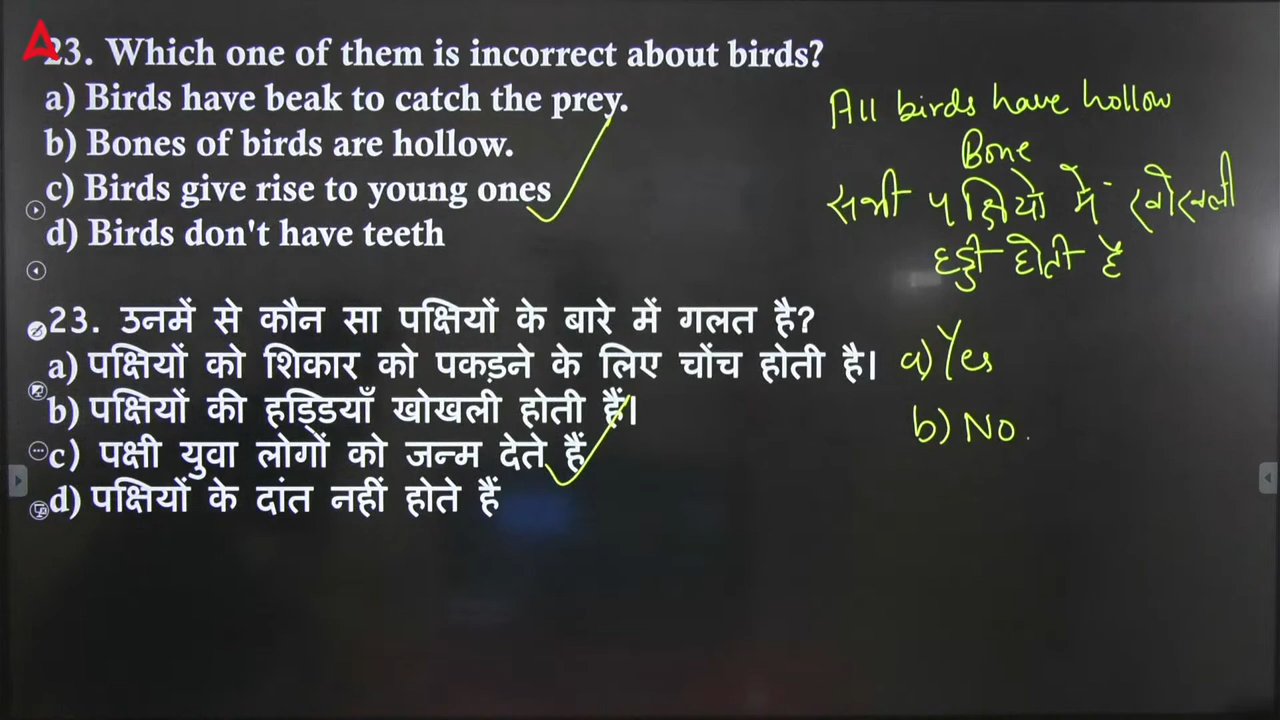 23. Which one of them is incorrect about birds?
a) Birds have beak to catch the prey.
b) Bones of birds are hollow.
c) Birds give rise to young ones
d) Birds don't have teeth
23. उनमें से कौन सा पक्षियों के बारे में गलत है?
a) पक्षियों को शिकार को पकड़ने के लिए चोंच होती है।
b) पक्षियों की हड्डियाँ खोखली होती हैं।
c) पक्षी युवा लोगों को जन्म देते हैं
d) पक्षियों के दांत नहीं होते हैं
All birds have hollow
Bone
सभी पक्षियो में खोखली
हड्डी होती है
a) Yes
b) No.